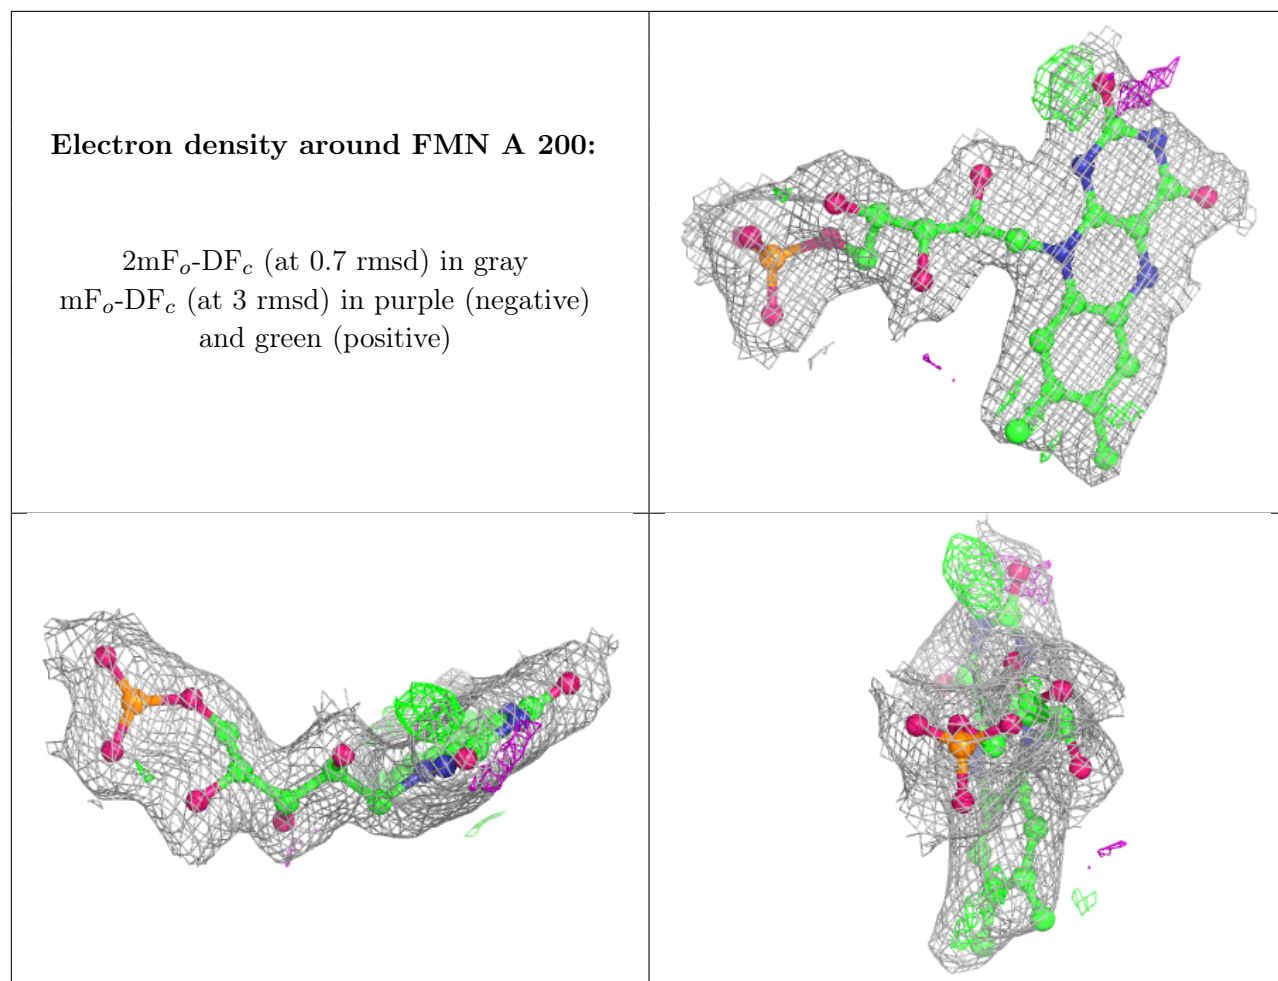 Electron density around FMN A 200:
2mFo-DFc (at 0.7 rmsd) in gray
mFo-DFc (at 3 rmsd) in purple (negative)
and green (positive)